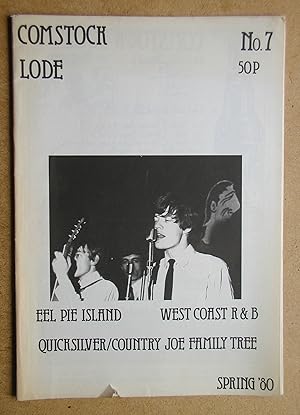 COMSTOCK No. 7
LODE 50P
EEL PIE ISLAND WEST COAST R & B
QUICKSILVER/COUNTRY JOE FAMILY TREE
SPRING '80